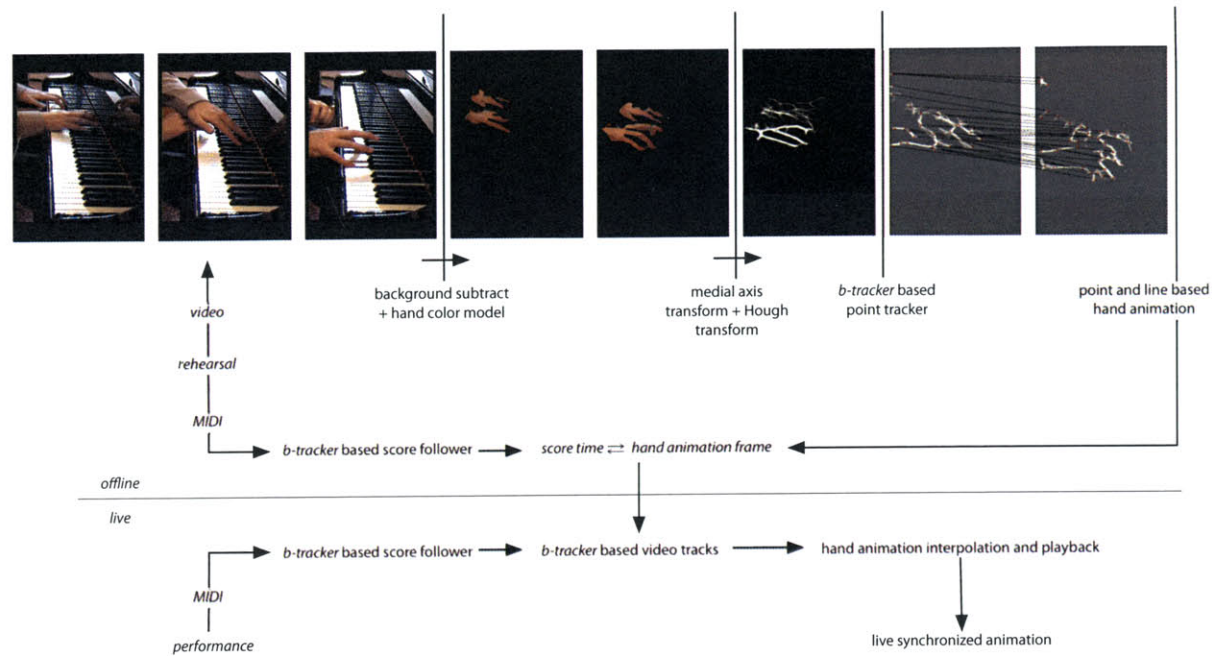 background subtract
+ hand color model
medial axis
transform + Hough
transform
b-tracker based
point tracker
point and line based
hand animation
video
rehearsal
MIDI
b-tracker based score follower
score time ⇄ hand animation frame
offline
live
b-tracker based score follower
b-tracker based video tracks
hand animation interpolation and playback
MIDI
performance
live synchronized animation